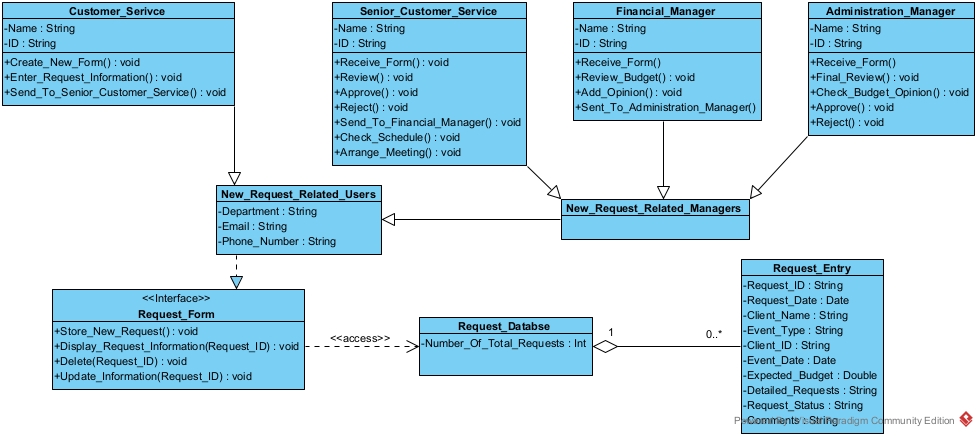 Customer_Serivce
-Name : String
-ID : String
+Create_New_Form() : void
+Enter_Request_Information() : void
+Send_To_Senior_Customer_Service() : void
Senior_Customer_Service
-Name : String
-ID : String
+Receive_Form() : void
+Review() : void
+Approve() : void
+Reject() : void
+Send_To_Financial_Manager() : void
+Check_Schedule() : void
+Arrange_Meeting() : void
Financial_Manager
-Name : String
-ID : String
+Receive_Form()
+Review_Budget() : void
+Add_Opinion() : void
+Sent_To_Administration_Manager()
Administration_Manager
-Name : String
-ID : String
+Receive_Form()
+Final_Review() : void
+Check_Budget_Opinion() : void
+Approve() : void
+Reject() : void
New_Request_Related_Users
-Department : String
-Email : String
-Phone_Number : String
New_Request_Related_Managers
<<Interface>>
Request_Form
+Store_New_Request() : void
+Display_Request_Information(Request_ID) : void
+Delete(Request_ID) : void
+Update_Information(Request_ID) : void
<<access>>
Request_Databse
-Number_Of_Total_Requests : Int
1
0..*
Request_Entry
-Request_ID : String
-Request_Date : Date
-Client_Name : String
-Event_Type : String
-Client_ID : String
-Event_Date : Date
-Expected_Budget : Double
-Detailed_Requests : String
-Request_Status : String
-Comments : String
Powered By Visual Paradigm Community Edition